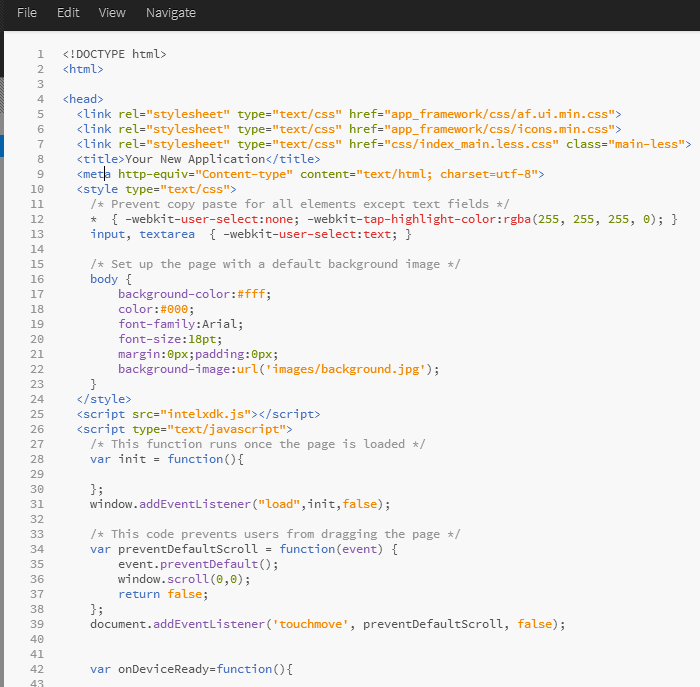 File Edit View Navigate
1 <!DOCTYPE html>
2 <html>
3
4 <head>
5 <link rel="stylesheet" type="text/css" href="app_framework/css/af.ui.min.css">
6 <link rel="stylesheet" type="text/css" href="app_framework/css/icons.min.css">
7 <link rel="stylesheet" type="text/css" href="css/index_main.less.css" class="main-less">
8 <title>Your New Application</title>
9 <meta http-equiv="Content-type" content="text/html; charset=utf-8">
10 <style type="text/css">
11 /* Prevent copy paste for all elements except text fields */
12 *  { -webkit-user-select:none; -webkit-tap-highlight-color:rgba(255, 255, 255, 0); }
13 input, textarea  { -webkit-user-select:text; }
14
15 /* Set up the page with a default background image */
16 body {
17 background-color:#fff;
18 color:#000;
19 font-family:Arial;
20 font-size:18pt;
21 margin:0px;padding:0px;
22 background-image:url('images/background.jpg');
23 }
24 </style>
25 <script src="intelxdk.js"></script>
26 <script type="text/javascript">
27 /* This function runs once the page is loaded */
28 var init = function(){
29
30 };
31 window.addEventListener("load",init,false);
32
33 /* This code prevents users from dragging the page */
34 var preventDefaultScroll = function(event) {
35 event.preventDefault();
36 window.scroll(0,0);
37 return false;
38 };
39 document.addEventListener('touchmove', preventDefaultScroll, false);
40
41
42 var onDeviceReady=function(){
43